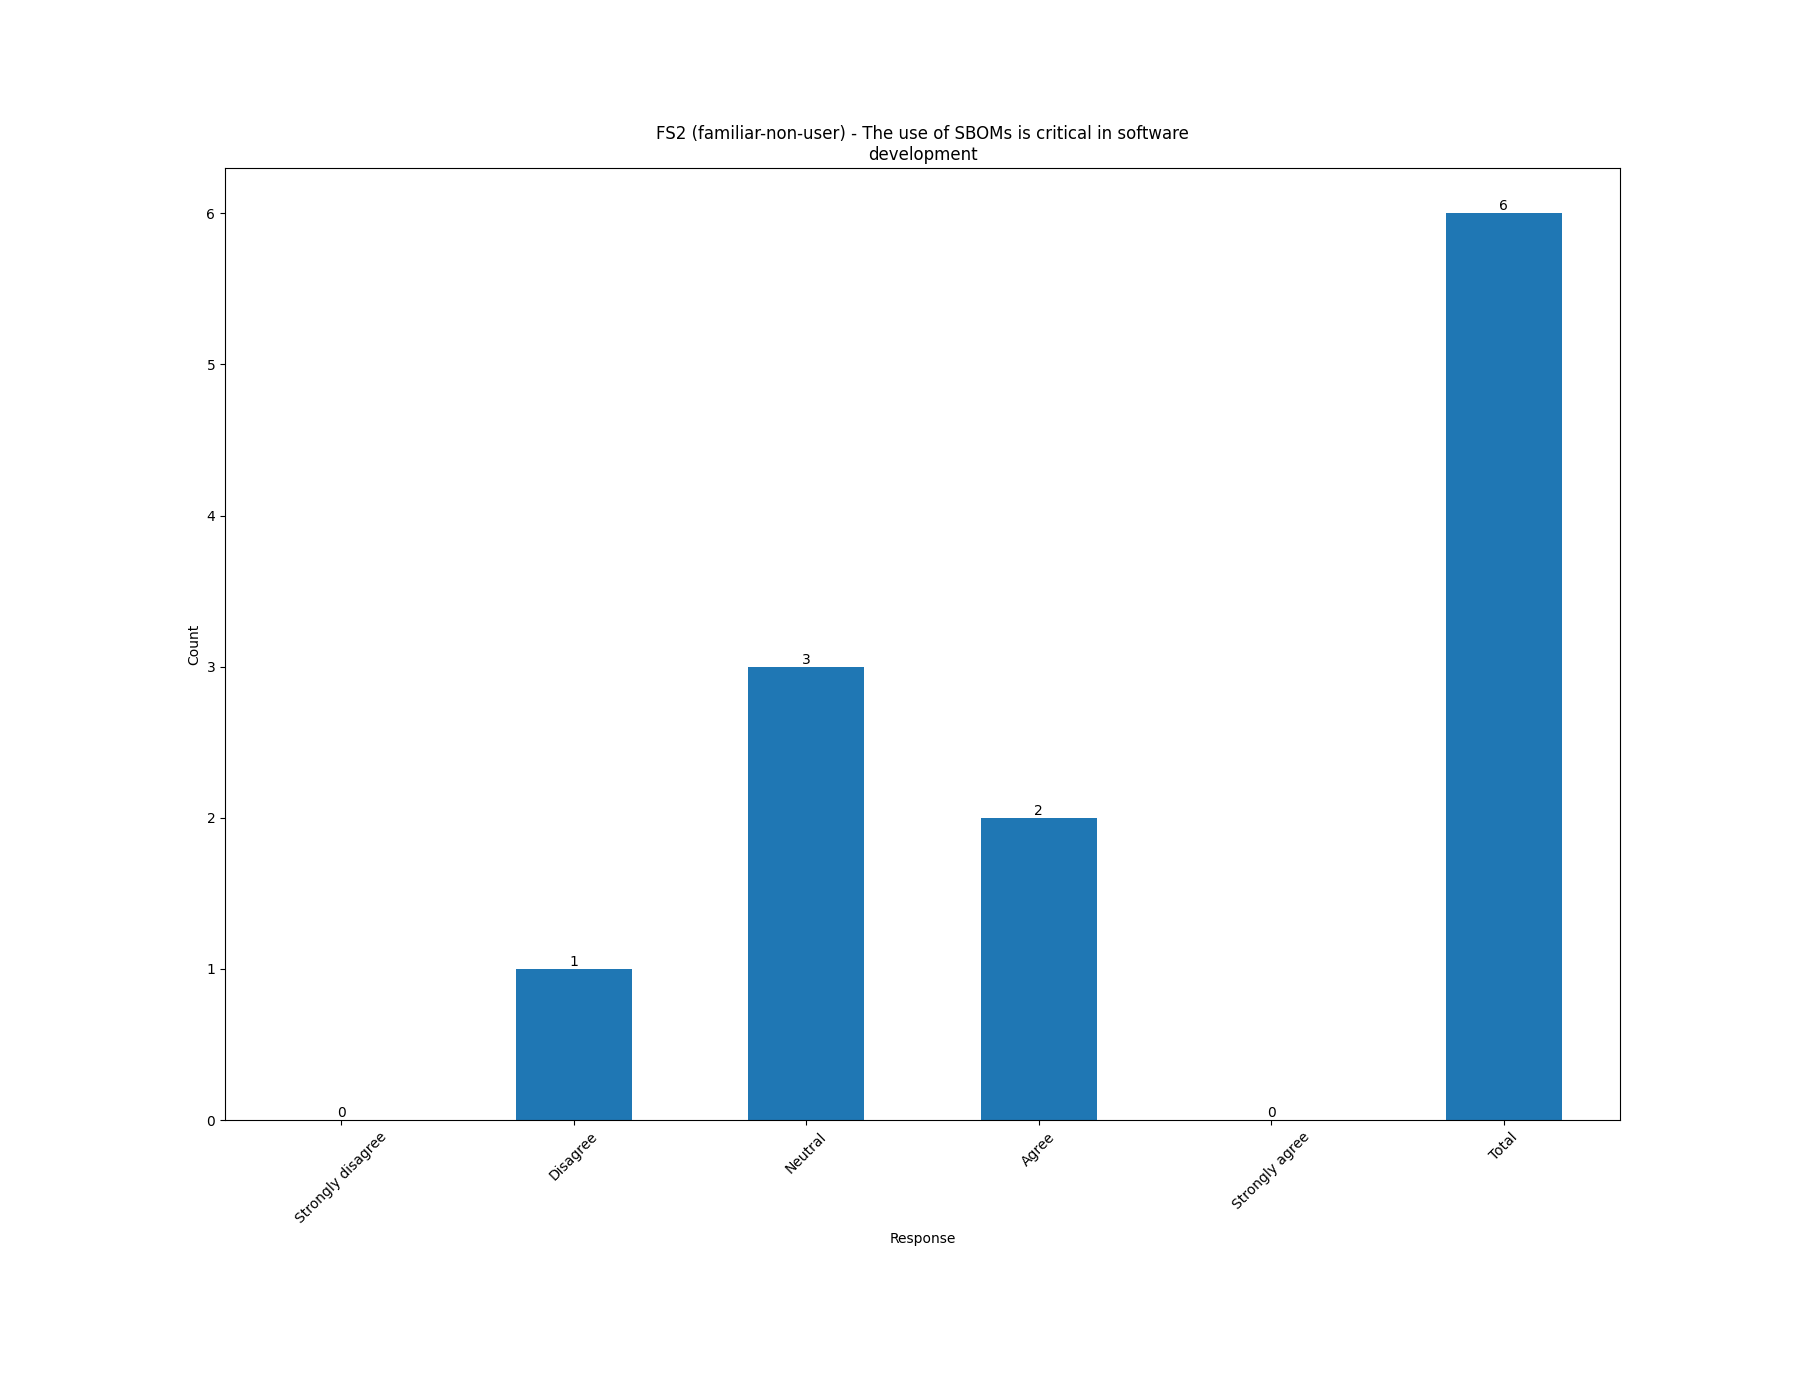 FS2 (familiar-non-user) - The use of SBOMs is critical in software
development
6
5
4
3
2
1
0
Count
0
1
3
2
0
6
Strongly disagree
Disagree
Neutral
Agree
Strongly agree
Total
Response